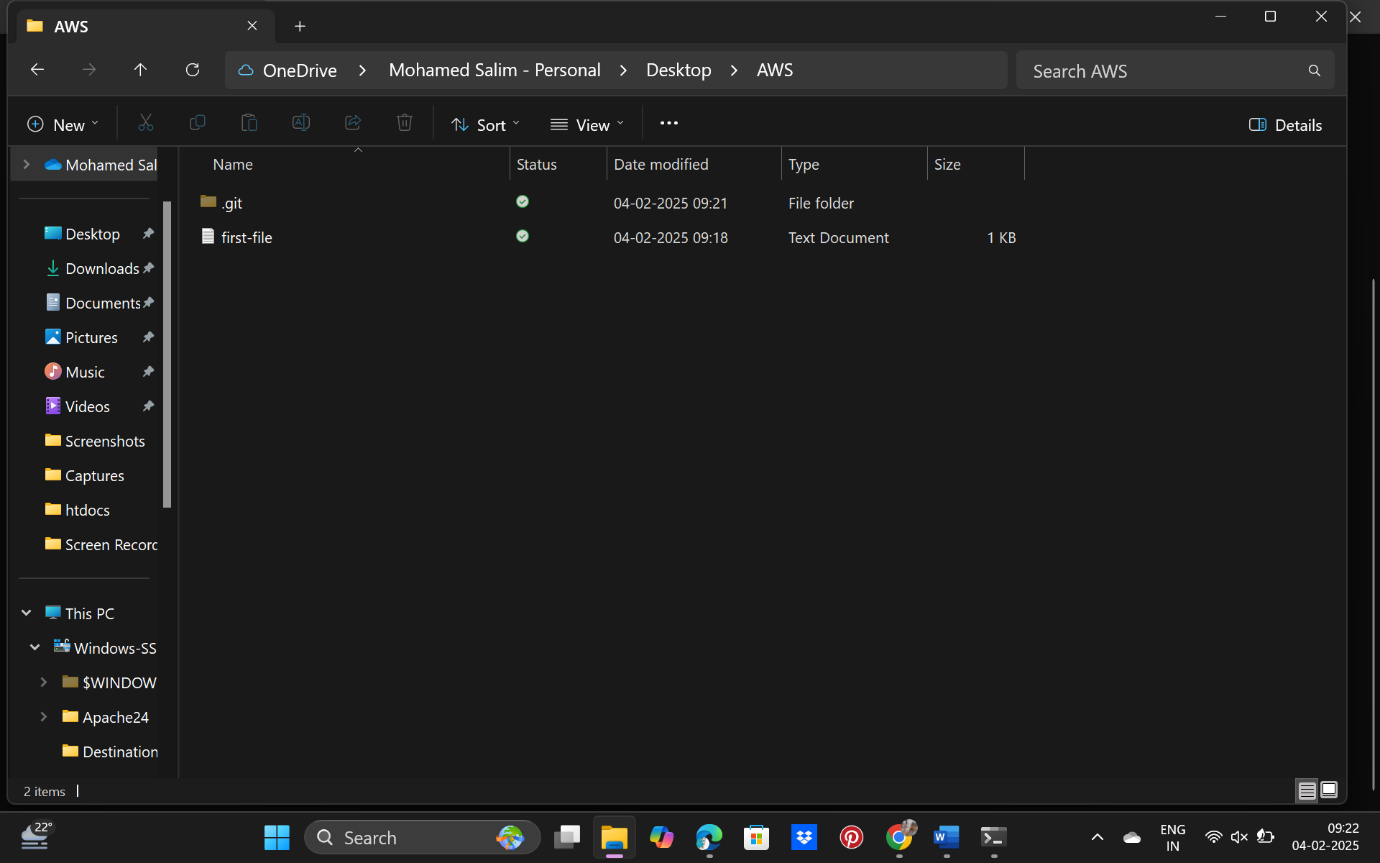 AWS
OneDrive > Mohamed Salim - Personal > Desktop > AWS
Search AWS
New
Sort
View
Details
Mohamed Sal
Name Status Date modified Type Size
.git 04-02-2025 09:21 File folder
first-file 04-02-2025 09:18 Text Document 1 KB
Desktop
Downloads
Documents
Pictures
Music
Videos
Screenshots
Captures
htdocs
Screen Record
This PC
Windows-SS
$WINDOW
Apache24
Destination
2 items
22°
Search
ENG
IN
09:22
04-02-2025